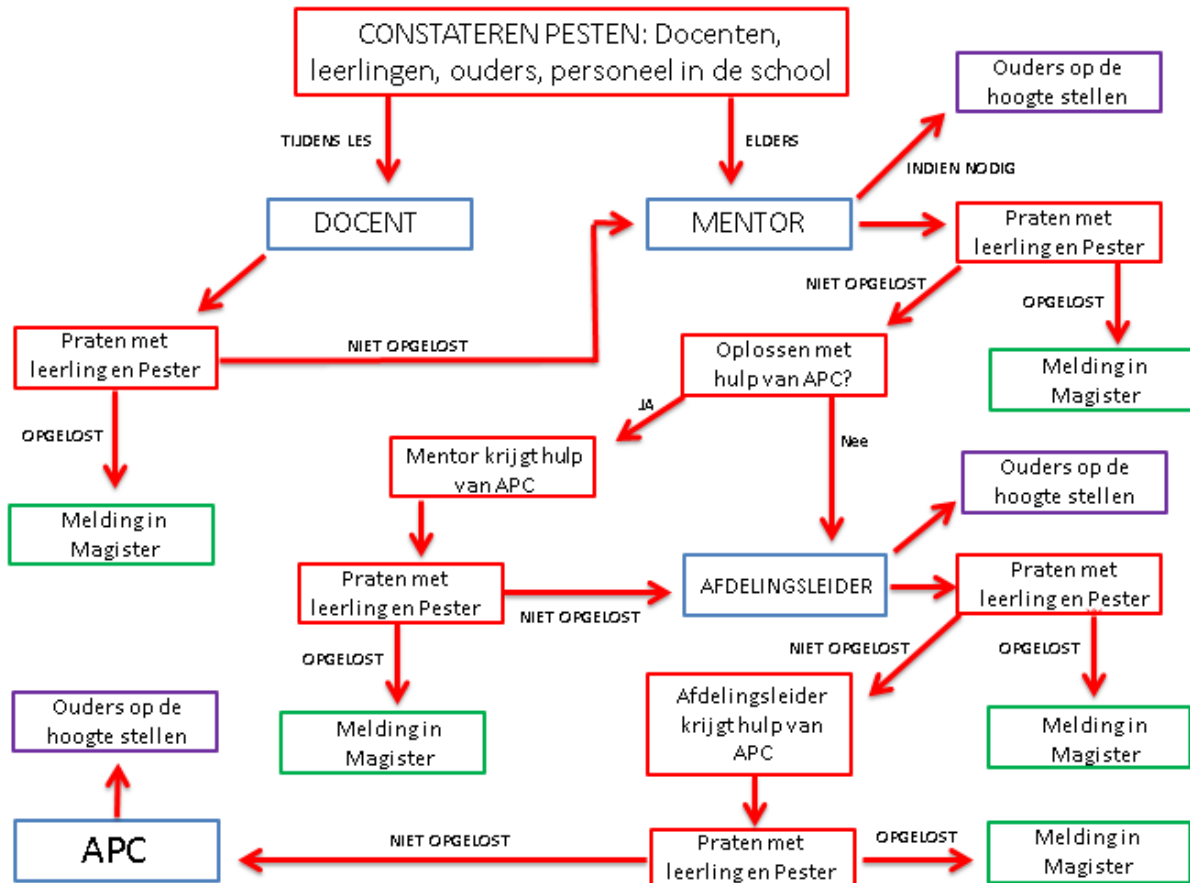 CONSTATEREN PESTEN: Docenten,
leerlingen, ouders, personeel in de school
Ouders op de
hoogte stellen
TIJDENS LES
ELDERS
INDIEN NODIG
DOCENT
MENTOR
Praten met
leerling en Pester
NIET OPGELOST
OPGELOST
Praten met
leerling en Pester
NIET OPGELOST
Oplossen met
hulp van APC?
Melding in
Magister
OPGELOST
JA
Nee
Mentor krijgt hulp
van APC
Ouders op de
hoogte stellen
Melding in
Magister
Praten met
leerling en Pester
NIET OPGELOST
AFDELINGSLEIDER
Praten met
leerling en Pester
OPGELOST
NIET OPGELOST
OPGELOST
Ouders op de
hoogte stellen
Melding in
Magister
Afdelingsleider
krijgt hulp van
APC
Melding in
Magister
APC
NIET OPGELOST
Praten met
leerling en Pester
OPGELOST
Melding in
Magister